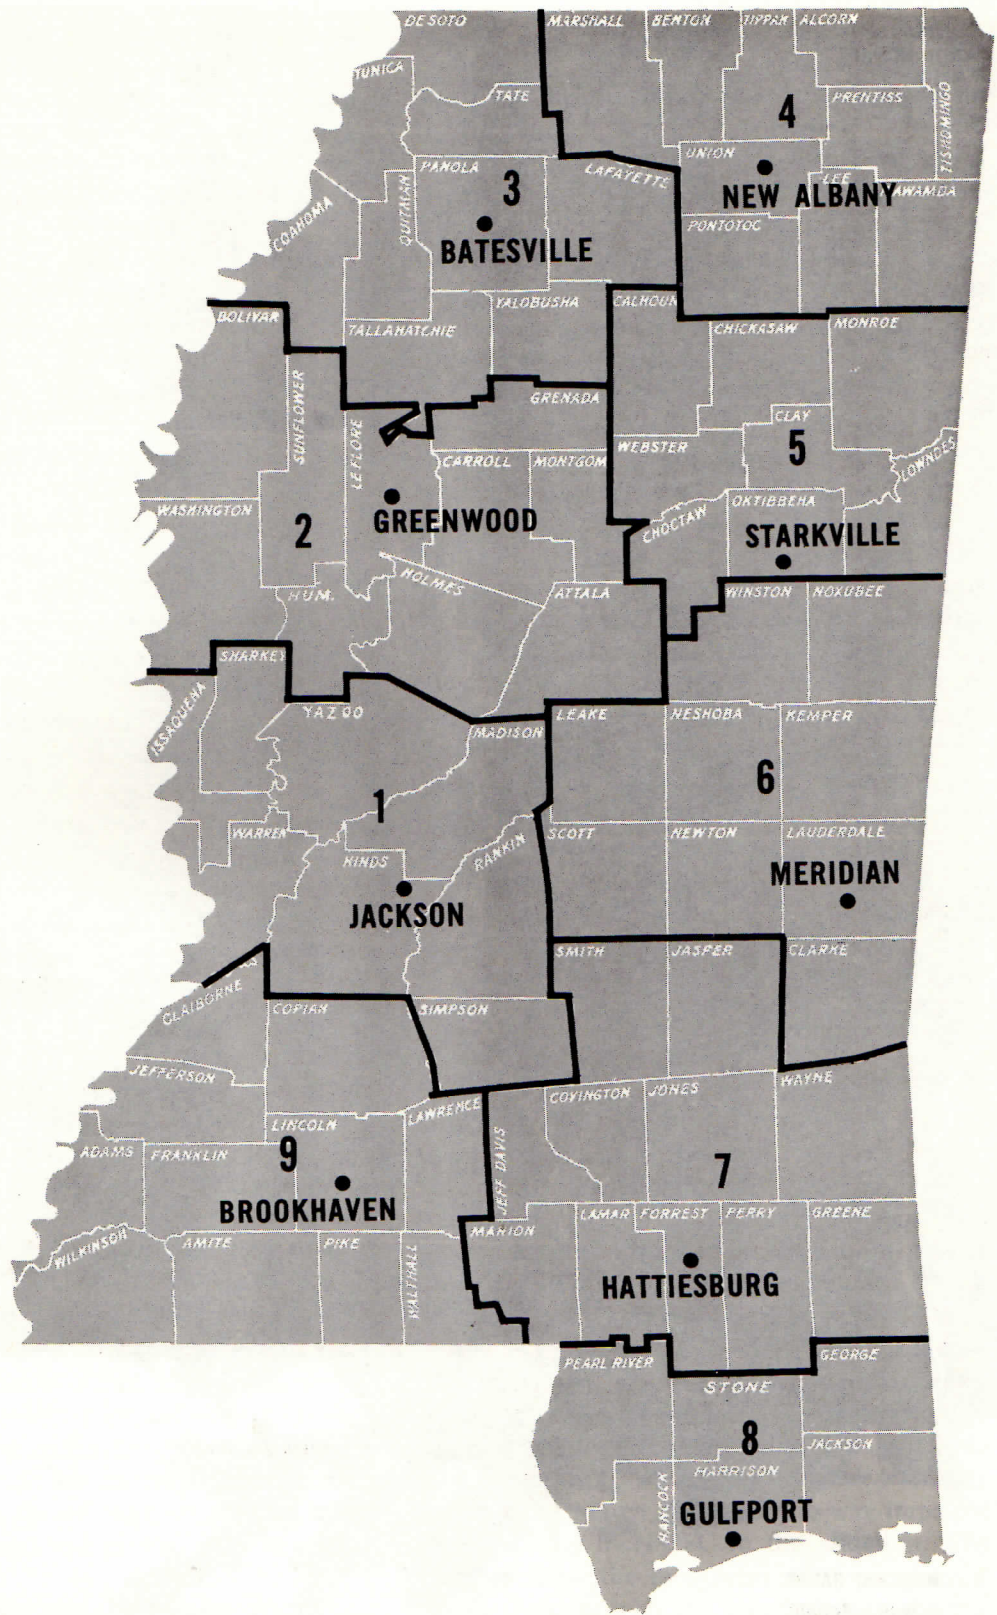 DE SOTO
MARSHALL
BENTON
TIPPAH
ALCORN
TUNICA
TATE
PRENTISS
TISHOMINGO
4
UNION
PANOLA
LAFAYETTE
LEE
NEW ALBANY
AWAMBA
3
QUITMAN
COAHOMA
PONTOTOC
BATESVILLE
YALOBUSHA
CALHOUN
BOLIVAR
TALLAHATCHIE
CHICKASAW
MONROE
SUNFLOWER
GRENADA
CLAY
LEFLORE
WEBSTER
5
LOWNDES
CARROLL
MONTGOM
WASHINGTON
OKTIBBEHA
CHOCTAW
GREENWOOD
2
STARKVILLE
HOLMES
HUM.
ATTALA
WINSTON
NOXUBEE
SHARKEY
ISSAQUENA
YAZOO
MADISON
LEAKE
NESHOBA
KEMPER
6
1
WARREN
SCOTT
NEWTON
LAUDERDALE
RANKIN
HINDS
MERIDIAN
JACKSON
SMITH
JASPER
CLARKE
CLAIBORNE
COPIAH
SIMPSON
JEFFERSON
COVINGTON
JONES
WAYNE
LAWRENCE
LINCOLN
ADAMS
FRANKLIN
9
JEFF DAVIS
7
BROOKHAVEN
LAMAR
FORREST
PERRY
GREENE
MARION
WILKINSON
AMITE
PIKE
WALTHALL
HATTIESBURG
PEARL RIVER
GEORGE
STONE
8
JACKSON
HARRISON
HANCOCK
GULFPORT